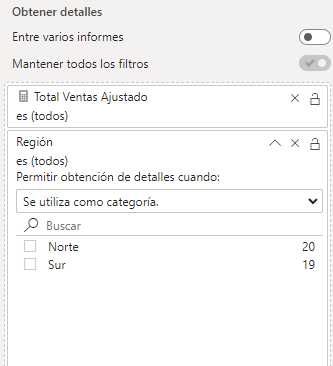 Obtener detalles
Entre varios informes
Mantener todos los filtros
Total Ventas Ajustado
es (todos)
Región
es (todos)
Permitir obtención de detalles cuando:
Se utiliza como categoría.
Buscar
Norte 20
Sur 19